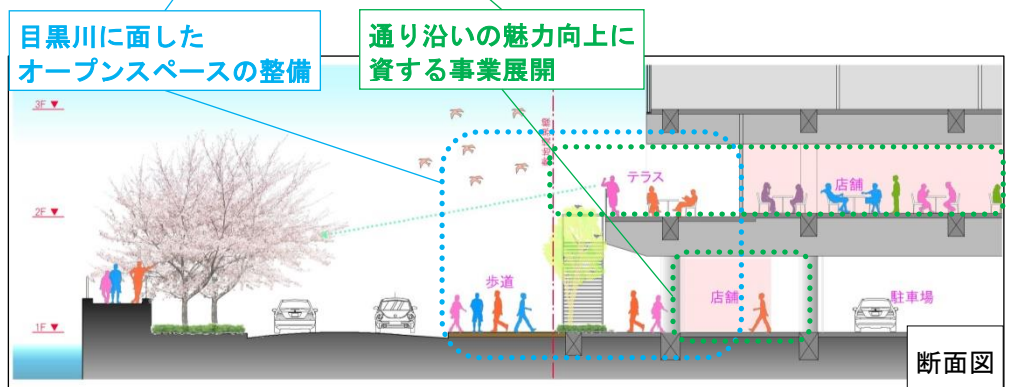 目黒川に面した
オープンスペースの整備
通り沿いの魅力向上に
資する事業展開
3F ▼
テラス
店舗
2F ▼
歩道
店舗
駐車場
1F ▼
断面図